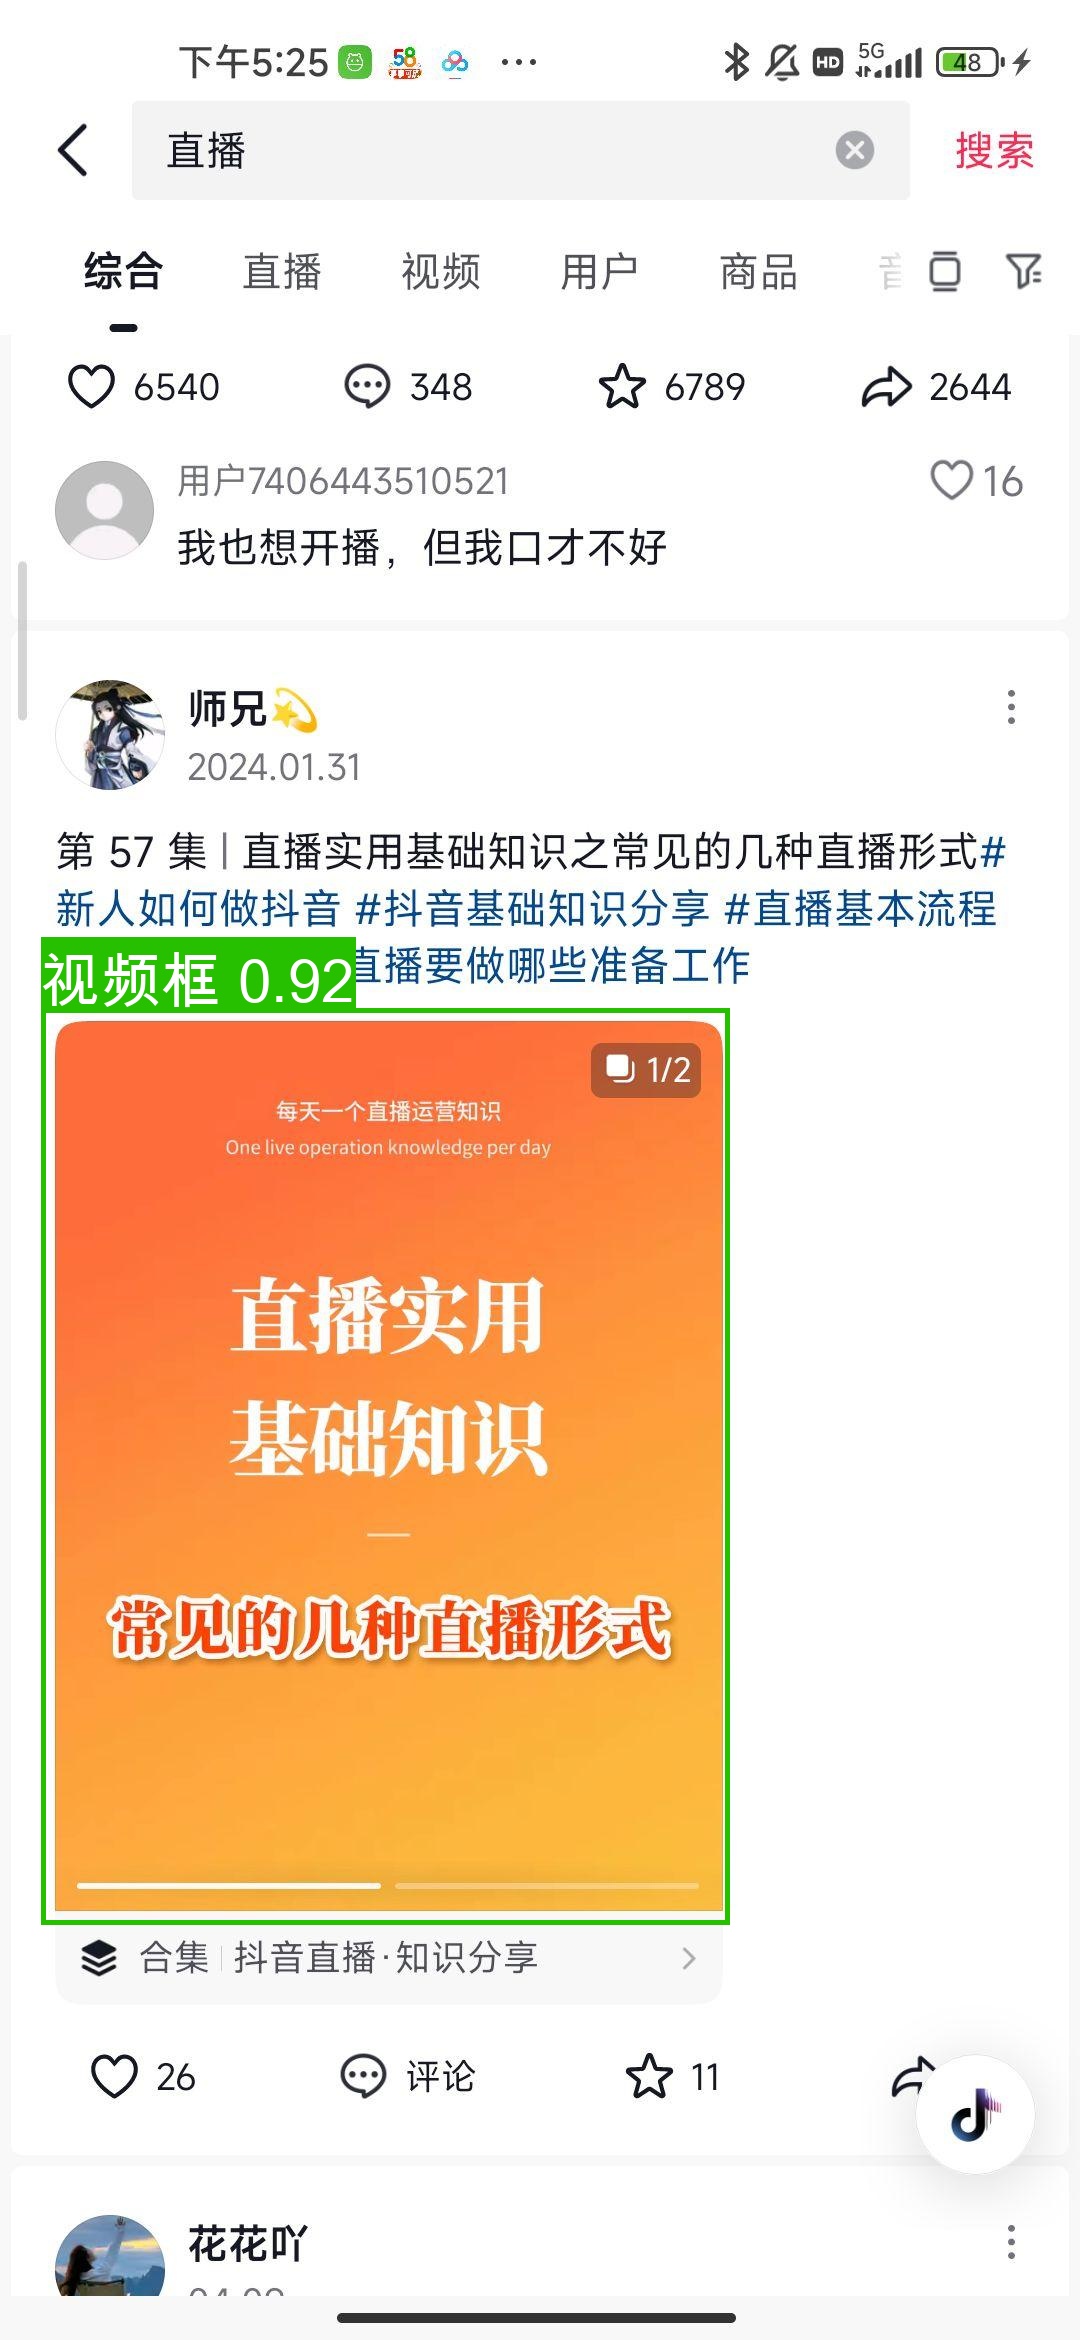 下午5:25 58 ··· HD 5G 48
直播 搜索
综合 直播 视频 用户 商品
6540 348 6789 2644
用户7406443510521 16
我也想开播，但我口才不好
师兄
2024.01.31
第 57 集 | 直播实用基础知识之常见的几种直播形式#
新人如何做抖音 #抖音基础知识分享 #直播基本流程
直播要做哪些准备工作
视频框 0.92
1/2
每天一个直播运营知识
One live operation knowledge per day
直播实用
基础知识
常见的几种直播形式
合集 | 抖音直播·知识分享
26 评论 11
花花吖